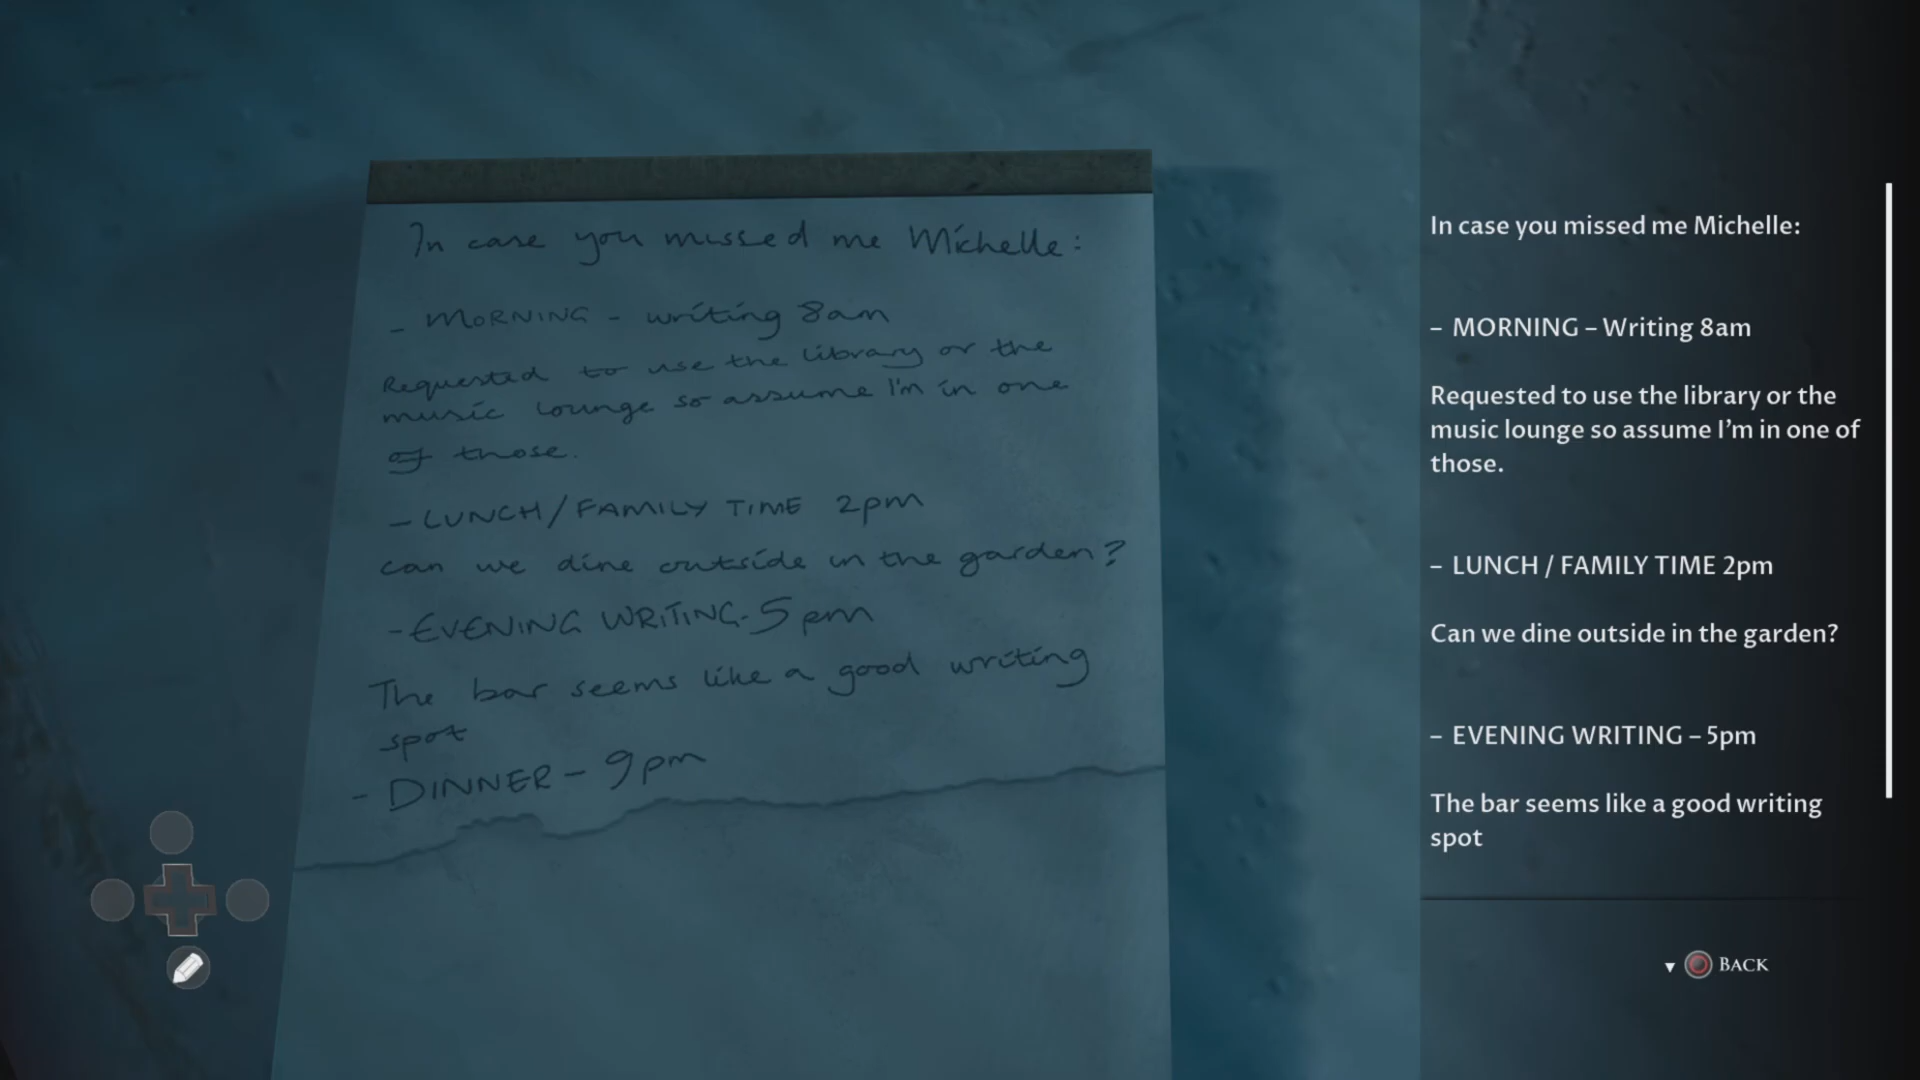 In case you missed me Michelle:
- MORNING - writing 8am
Requested to use the library or the
music lounge so assume I'm in one
of those.
- LUNCH / FAMILY TIME 2pm
can we dine outside in the garden?
- EVENING WRITING - 5pm
The bar seems like a good writing
spot
- DINNER - 9pm
In case you missed me Michelle:
– MORNING – Writing 8am
Requested to use the library or the
music lounge so assume I’m in one of
those.
– LUNCH / FAMILY TIME 2pm
Can we dine outside in the garden?
– EVENING WRITING – 5pm
The bar seems like a good writing
spot
BACK